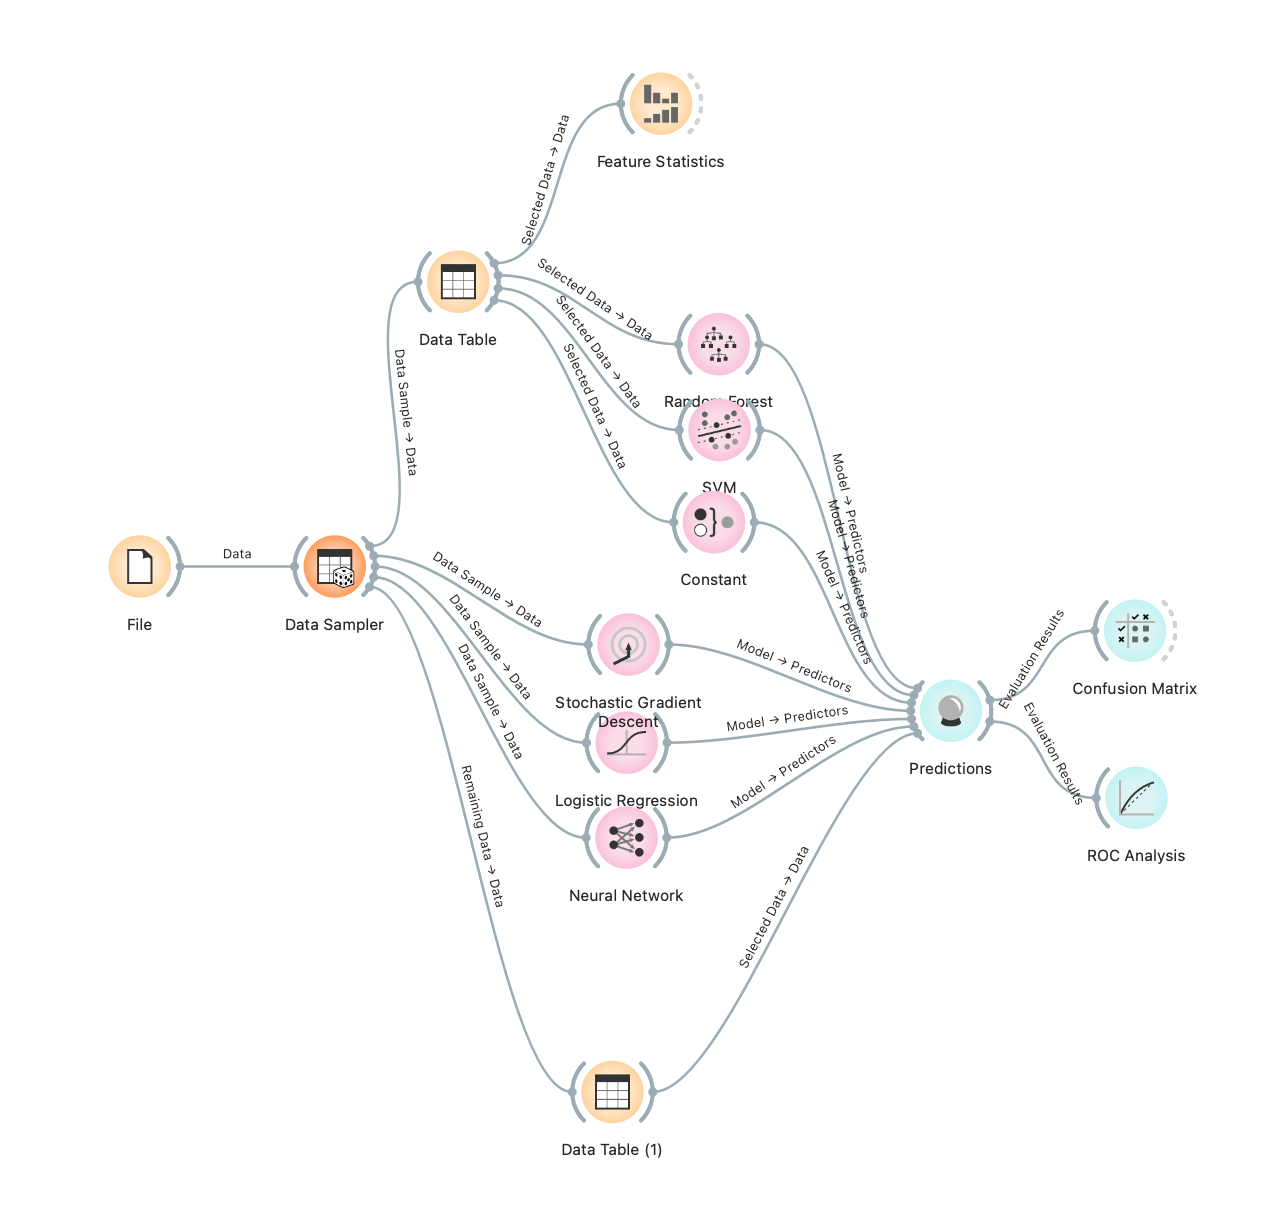 Feature Statistics
Selected Data → Data
Selected Data → Data
Selected Data → Data
Selected Data → Data
Data Table
Random Forest
SVM
Constant
Data Sample → Data
Data
File
Data Sampler
Data Sample → Data
Data Sample → Data
Data Sample → Data
Remaining Data → Data
Stochastic Gradient
Descent
Logistic Regression
Neural Network
Model → Predictors
Model → Predictors
Model → Predictors
Model → Predictors
Model → Predictors
Model → Predictors
Selected Data → Data
Predictions
Evaluation Results
Evaluation Results
Confusion Matrix
ROC Analysis
Data Table (1)